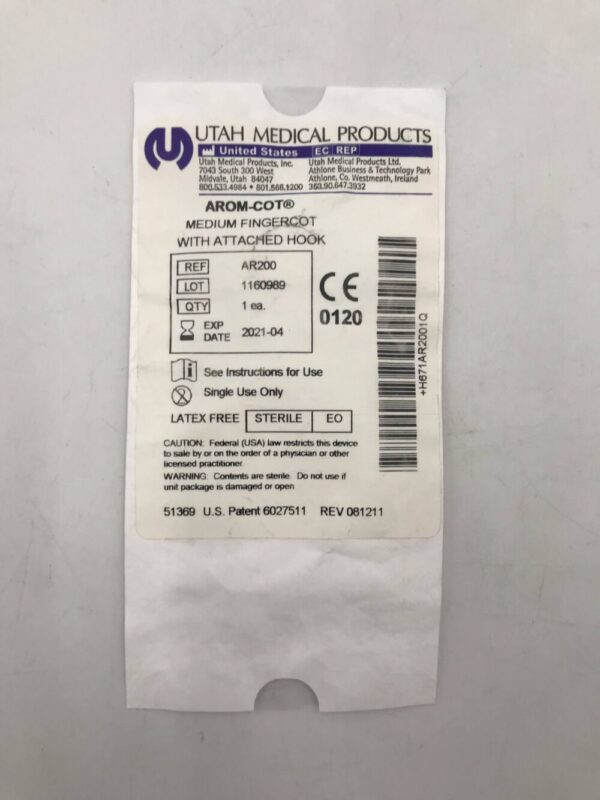 UTAH MEDICAL PRODUCTS
United States EC REP
Utah Medical Products, Inc. Utah Medical Products Ltd.
7043 South 300 West Athlone Business & Technology Park
Midvale, Utah 84047 Athlone, Co. Westmeath, Ireland
800.533.4984 • 801.566.1200 353.90.647.3932
AROM-COT®
MEDIUM FINGERCOT
WITH ATTACHED HOOK
REF AR200
LOT 1160989
QTY 1 ea.
EXP
DATE 2021-04
CE
0120
+H671AR2001Q
i See Instructions for Use
2 Single Use Only
LATEX FREE STERILE EO
CAUTION: Federal (USA) law restricts this device
to sale by or on the order of a physician or other
licensed practitioner
WARNING: Contents are sterile. Do not use if
unit package is damaged or open
51369 U.S. Patent 6027511 REV 081211